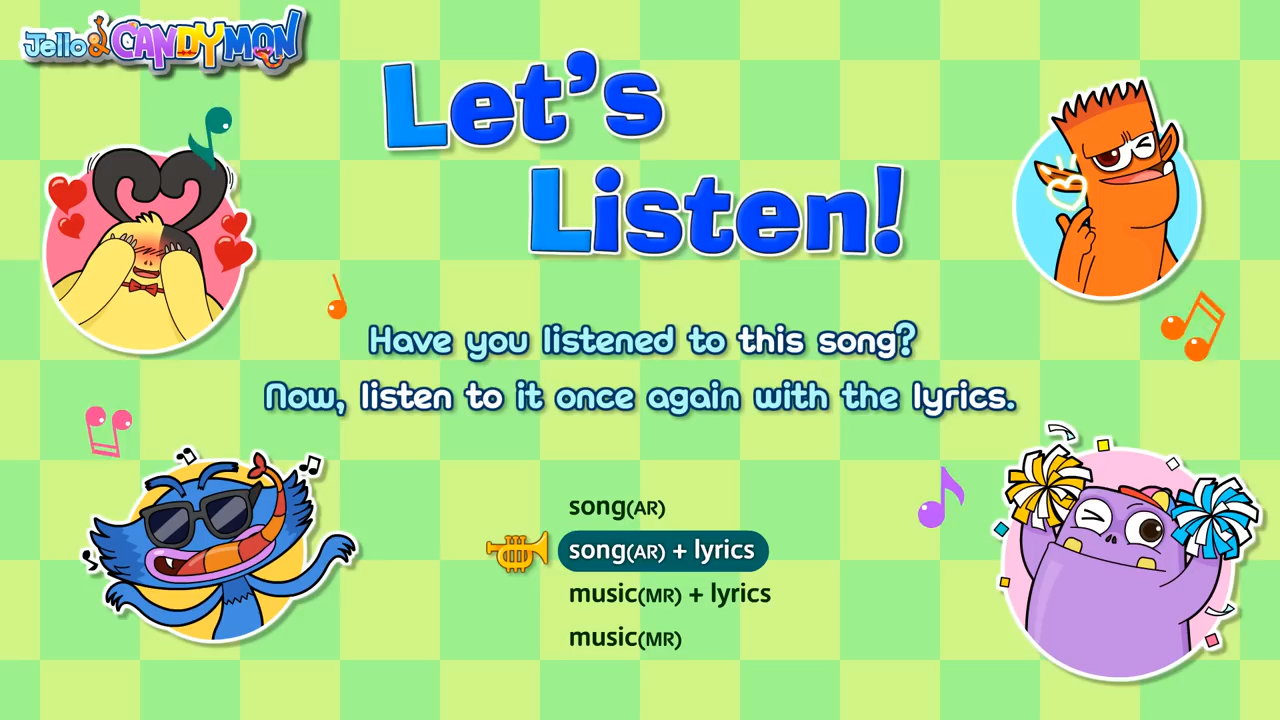 Jello & CANDYMON
Let's
Listen!
Have you listened to this song?
Now, listen to it once again with the lyrics.
song(AR)
song(AR) + lyrics
music(MR) + lyrics
music(MR)